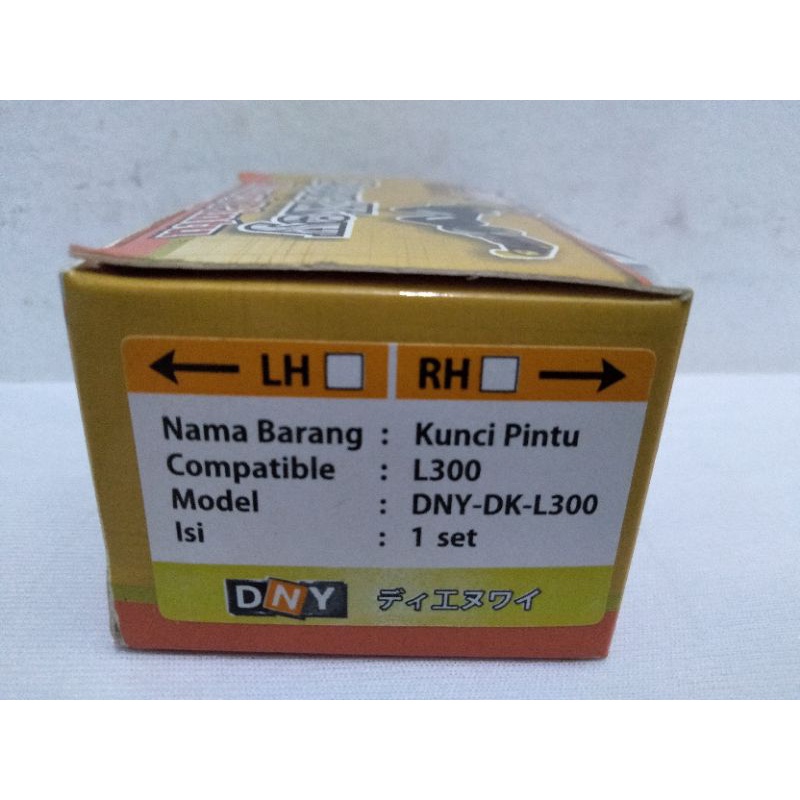 ← LH □ RH □ →
Nama Barang : Kunci Pintu
Compatible : L300
Model : DNY-DK-L300
Isi : 1 set
DNY ディエヌワイ